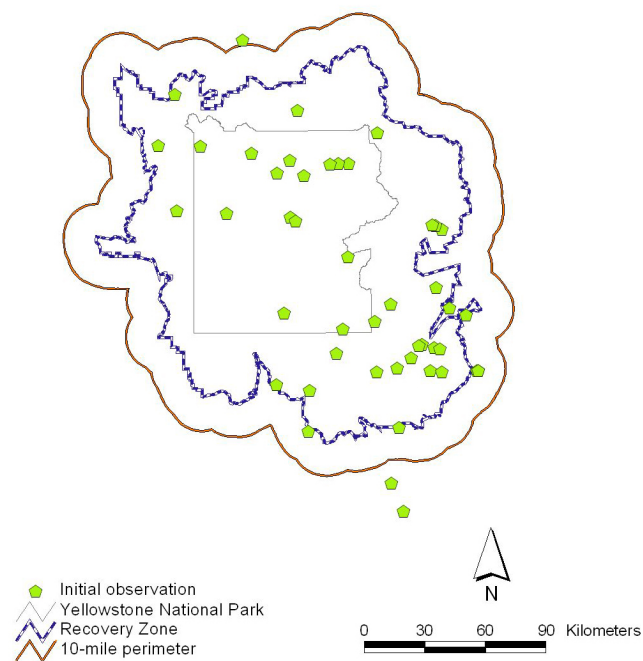 N
Initial observation
Yellowstone National Park
Recovery Zone
10-mile perimeter
0 30 60 90 Kilometers